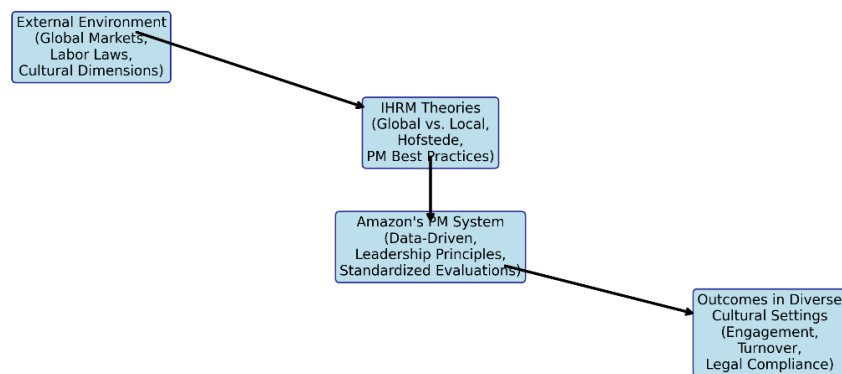 External Environment
(Global Markets,
Labor Laws,
Cultural Dimensions)
IHRM Theories
(Global vs. Local,
Hofstede,
PM Best Practices)
Amazon's PM System
(Data-Driven,
Leadership Principles,
Standardized Evaluations)
Outcomes in Diverse
Cultural Settings
(Engagement,
Turnover,
Legal Compliance)